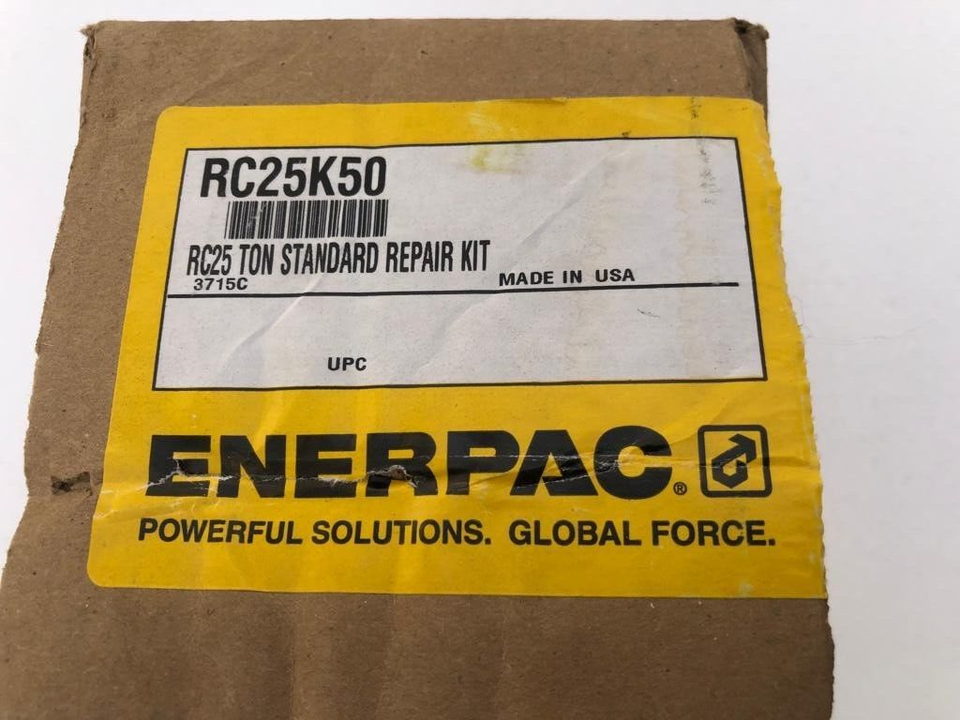 RC25K50
RC25 TON STANDARD REPAIR KIT
3715C MADE IN USA
UPC
ENERPAC®
POWERFUL SOLUTIONS. GLOBAL FORCE.